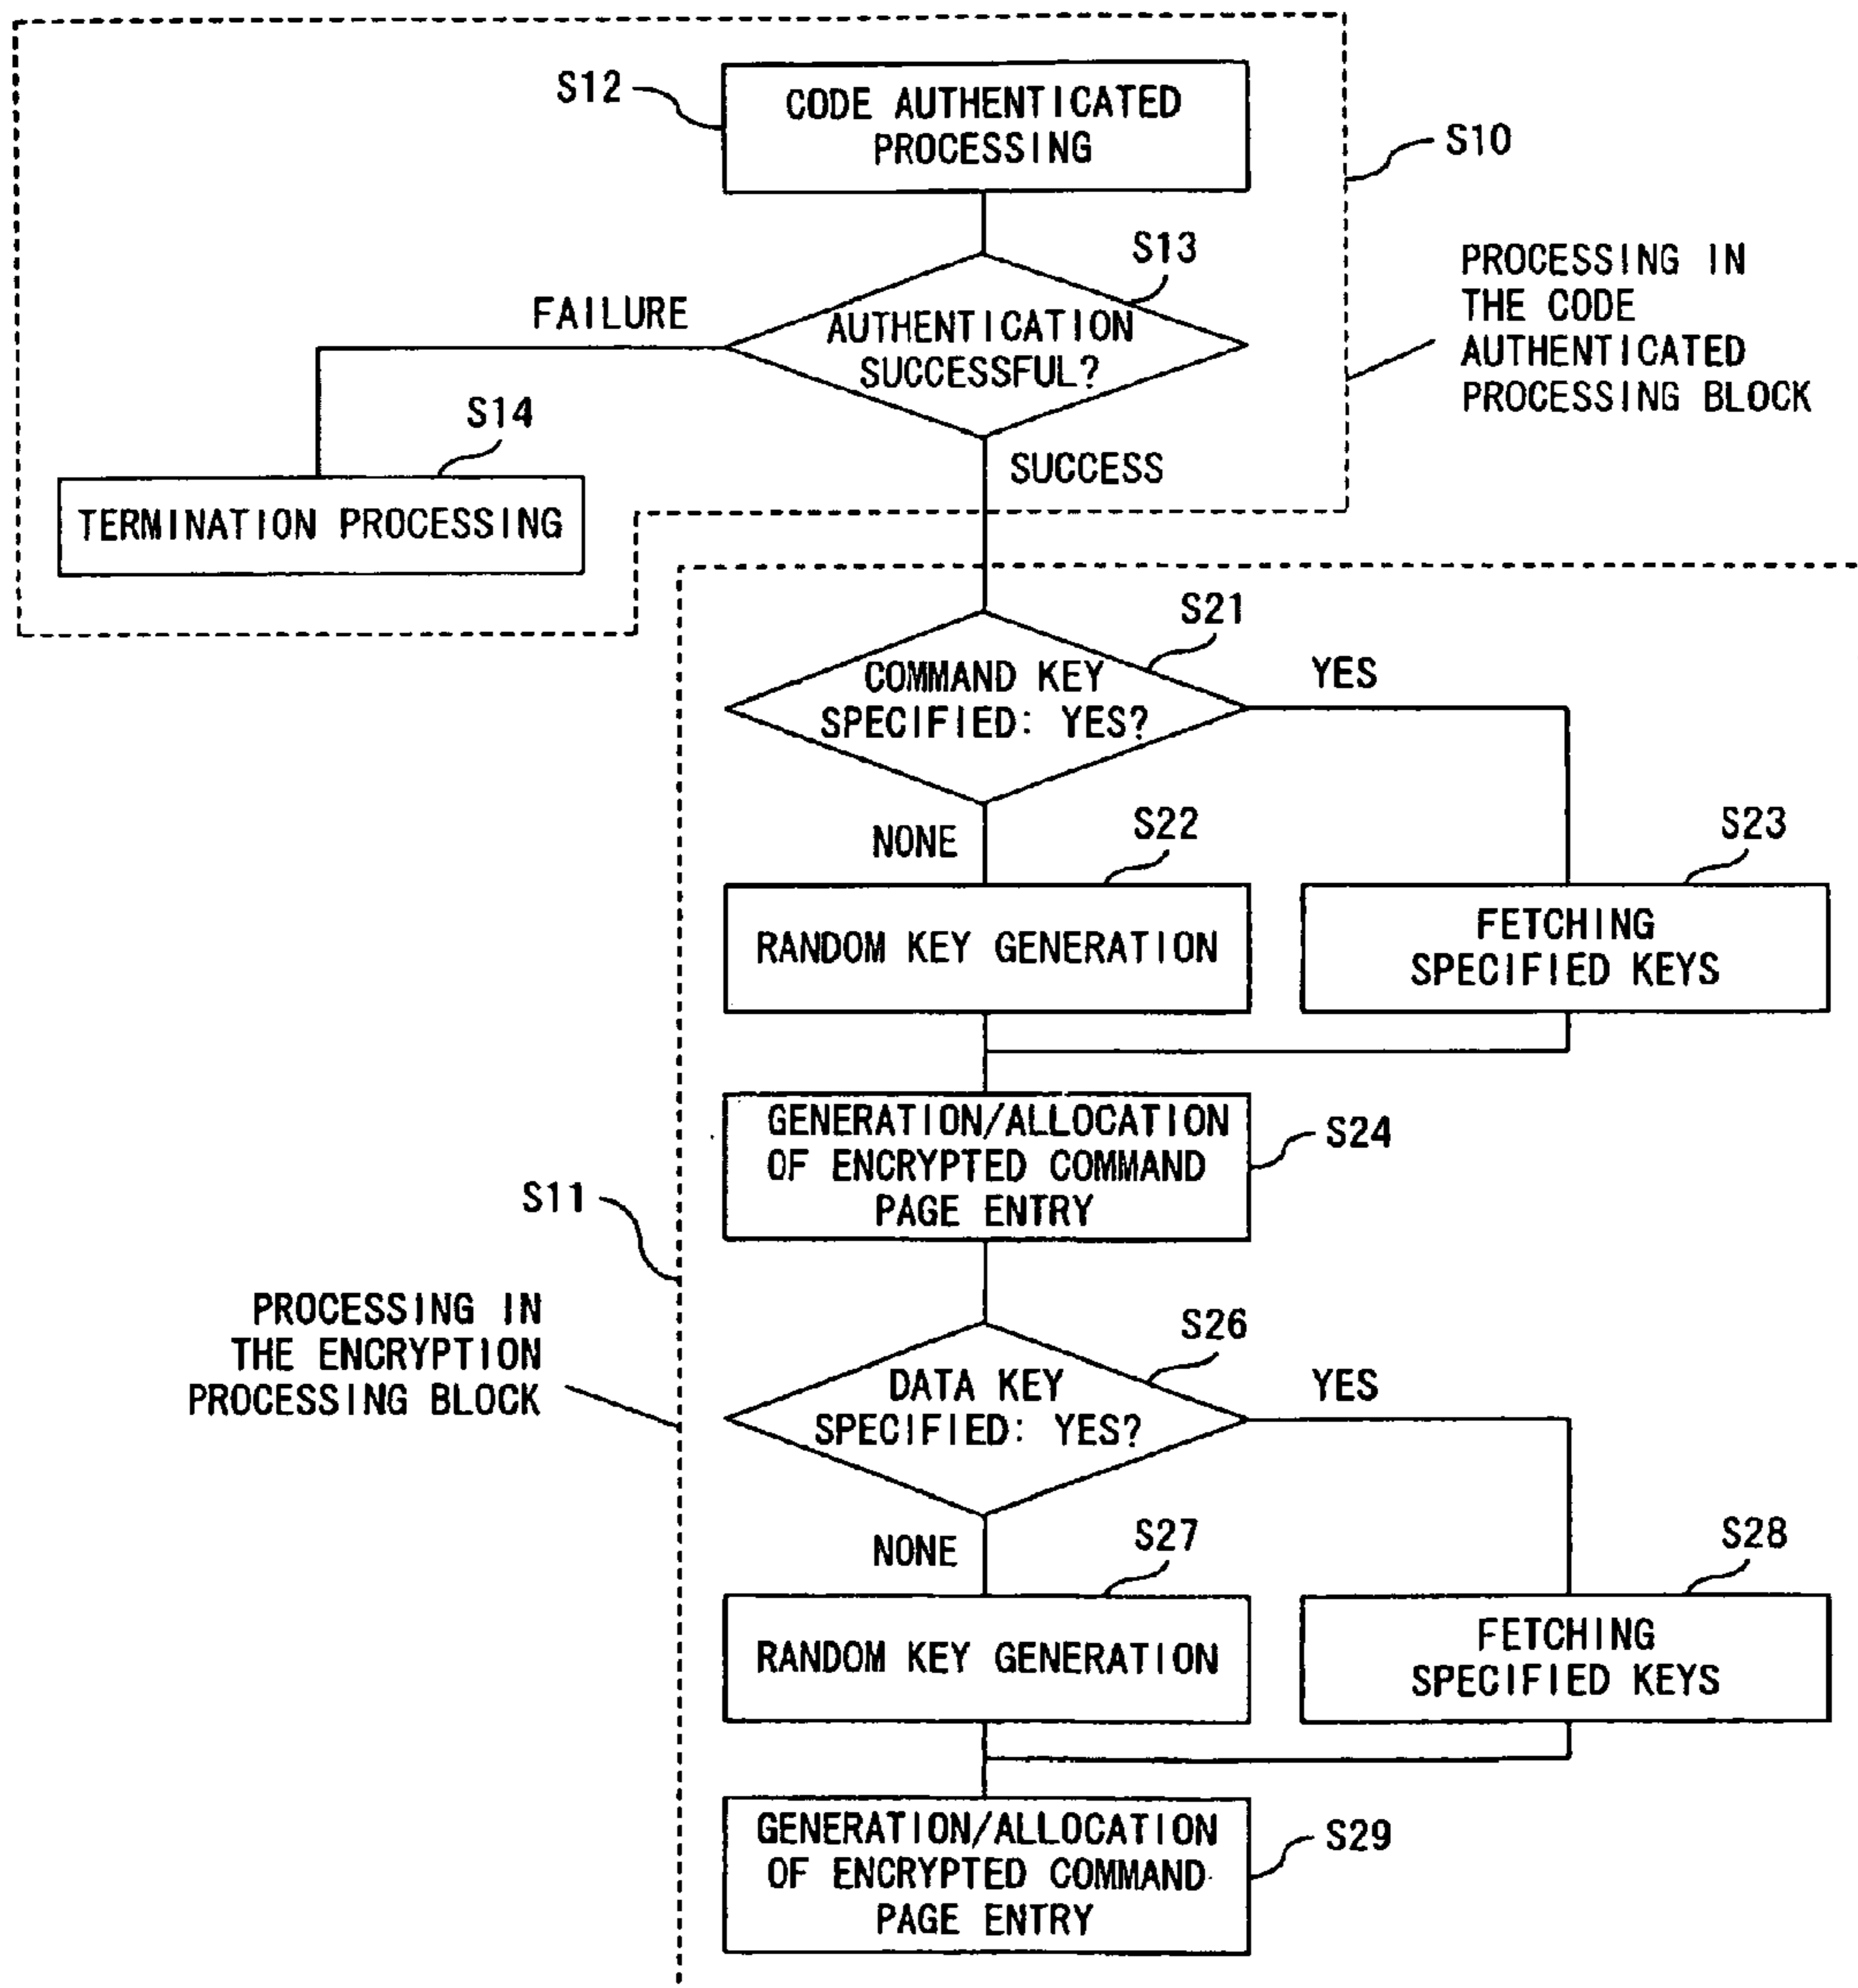 S12
CODE AUTHENTICATED
PROCESSING
S10
S13
PROCESSING IN
THE CODE
AUTHENTICATED
PROCESSING BLOCK
FAILURE
AUTHENTICATION
SUCCESSFUL?
S14
SUCCESS
TERMINATION PROCESSING
S21
COMMAND KEY
SPECIFIED: YES?
YES
NONE
S22
S23
RANDOM KEY GENERATION
FETCHING
SPECIFIED KEYS
GENERATION/ALLOCATION
OF ENCRYPTED COMMAND
PAGE ENTRY
S24
S11
PROCESSING IN
THE ENCRYPTION
PROCESSING BLOCK
S26
DATA KEY
SPECIFIED: YES?
YES
NONE
S27
S28
RANDOM KEY GENERATION
FETCHING
SPECIFIED KEYS
GENERATION/ALLOCATION
OF ENCRYPTED COMMAND
PAGE ENTRY
S29